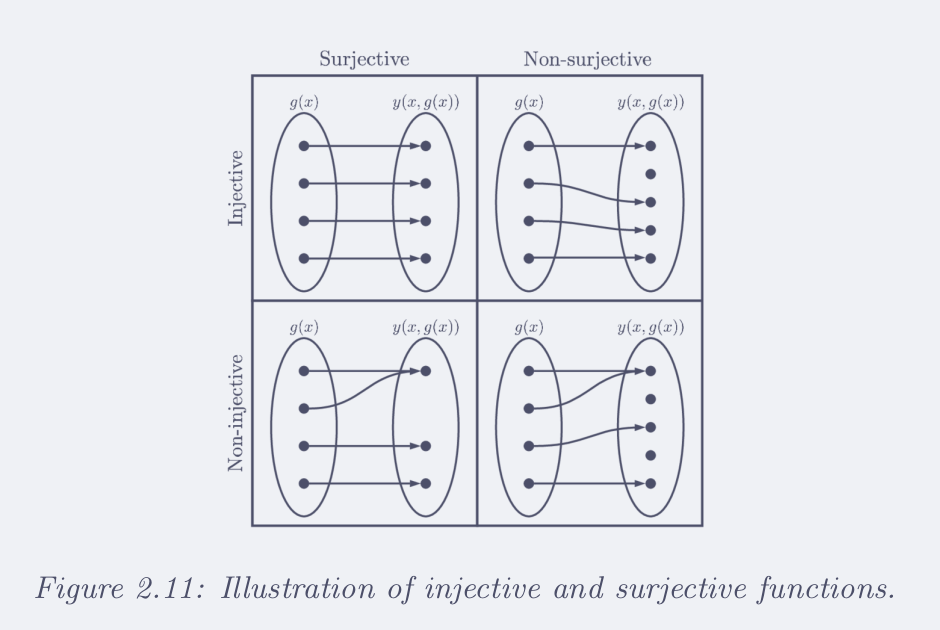 Surjective Non-surjective
Injective
g(x) y(x, g(x)) g(x) y(x, g(x))
Non-injective
g(x) y(x, g(x)) g(x) y(x, g(x))
Figure 2.11: Illustration of injective and surjective functions.